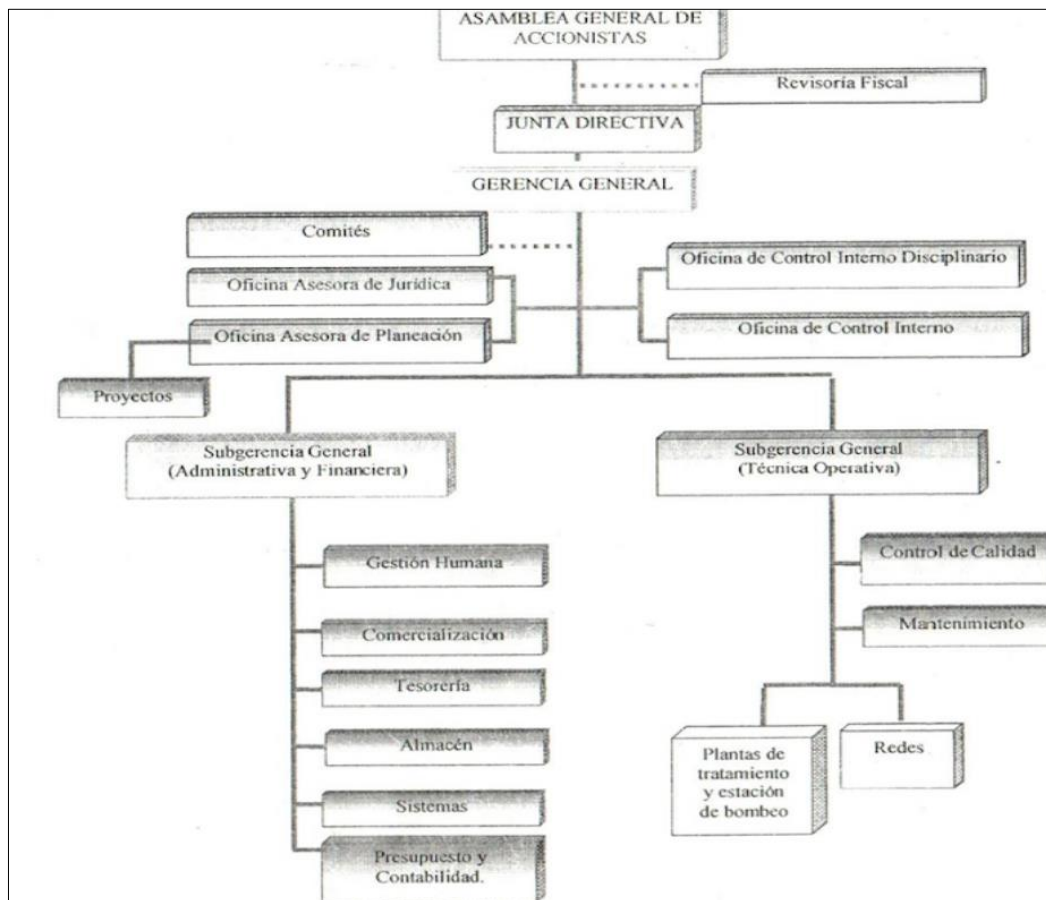 ASAMBLEA GENERAL DE
ACCIONISTAS
Revisoría Fiscal
JUNTA DIRECTIVA
GERENCIA GENERAL
Comités
Oficina de Control Interno Disciplinario
Oficina Asesora de Jurídica
Oficina Asesora de Planeación
Oficina de Control Interno
Proyectos
Subgerencia General
(Administrativa y Financiera)
Subgerencia General
(Técnica Operativa)
Gestión Humana
Comercialización
Tesorería
Almacén
Sistemas
Presupuesto y
Contabilidad.
Control de Calidad
Mantenimiento
Plantas de
tratamiento
y estación
de bombeo
Redes